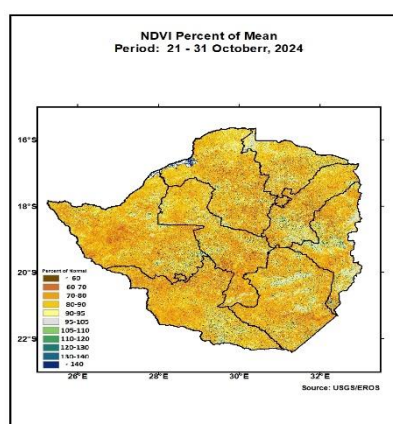 NDVI Percent of Mean
Period: 21 - 31 Octoberr, 2024
16°S
18°S
20°S
22°S
Percent of Normal
< 60
60-70
70-80
80-90
90-95
95-105
105-110
110-120
120-130
130-140
26°E 28°E 30°E 32°E
Source: USGS/EROS